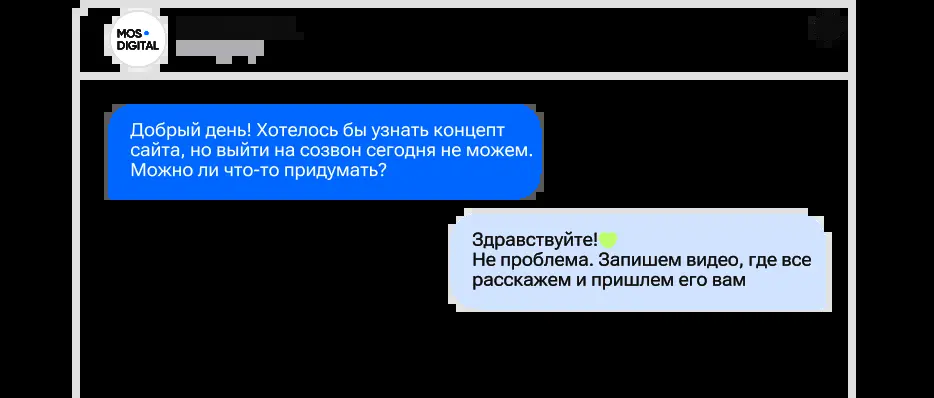 MOS
DIGITAL
Добрый день! Хотелось бы узнать концепт
сайта, но выйти на созвон сегодня не можем.
Можно ли что-то придумать?
Здравствуйте!💚
Не проблема. Запишем видео, где все
расскажем и пришлем его вам